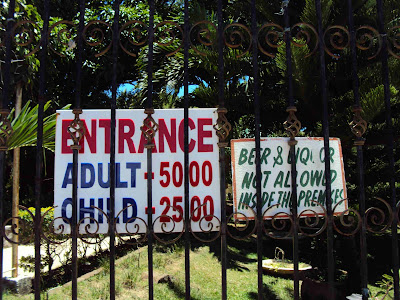 ENTRANCE
ADULT - 50.00
CHILD - 25.00
BEER & LIQUOR
NOT ALLOWED
INSIDE THE PREMISES